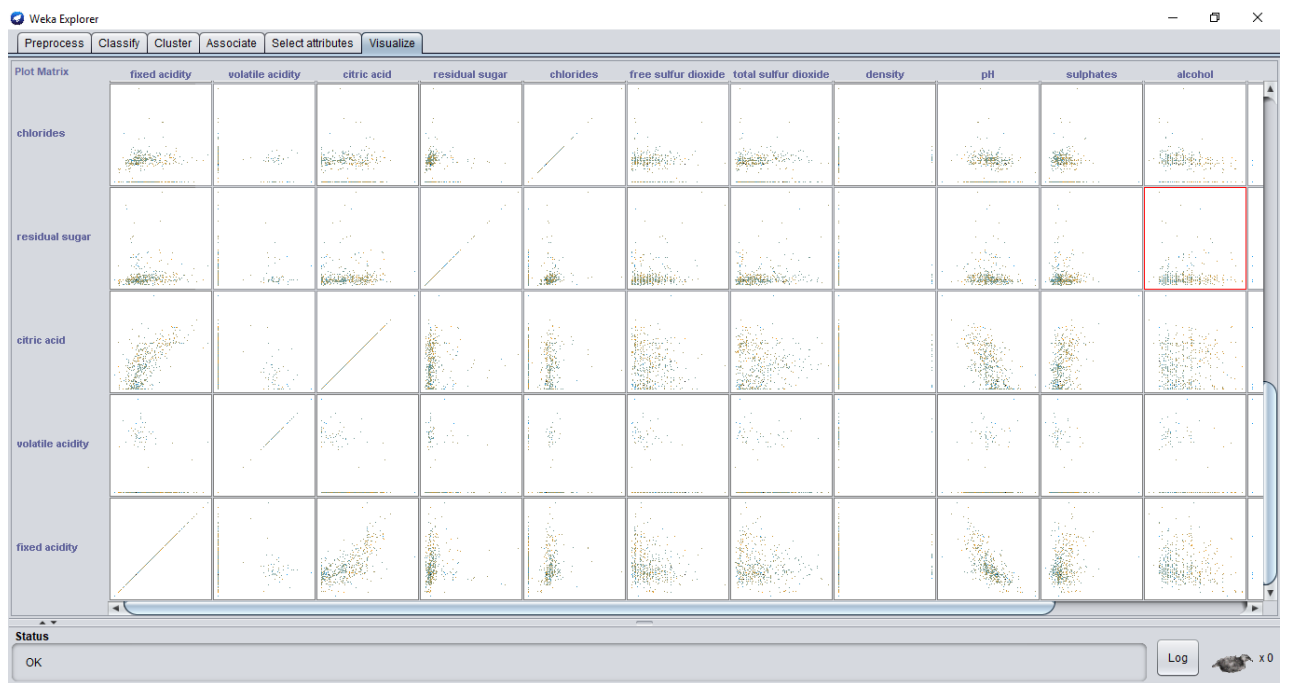 Weka Explorer
Preprocess Classify Cluster Associate Select attributes Visualize
Plot Matrix fixed acidity volatile acidity citric acid residual sugar chlorides free sulfur dioxide total sulfur dioxide density pH sulphates alcohol
chlorides
residual sugar
citric acid
volatile acidity
fixed acidity
Status
OK
Log
x 0